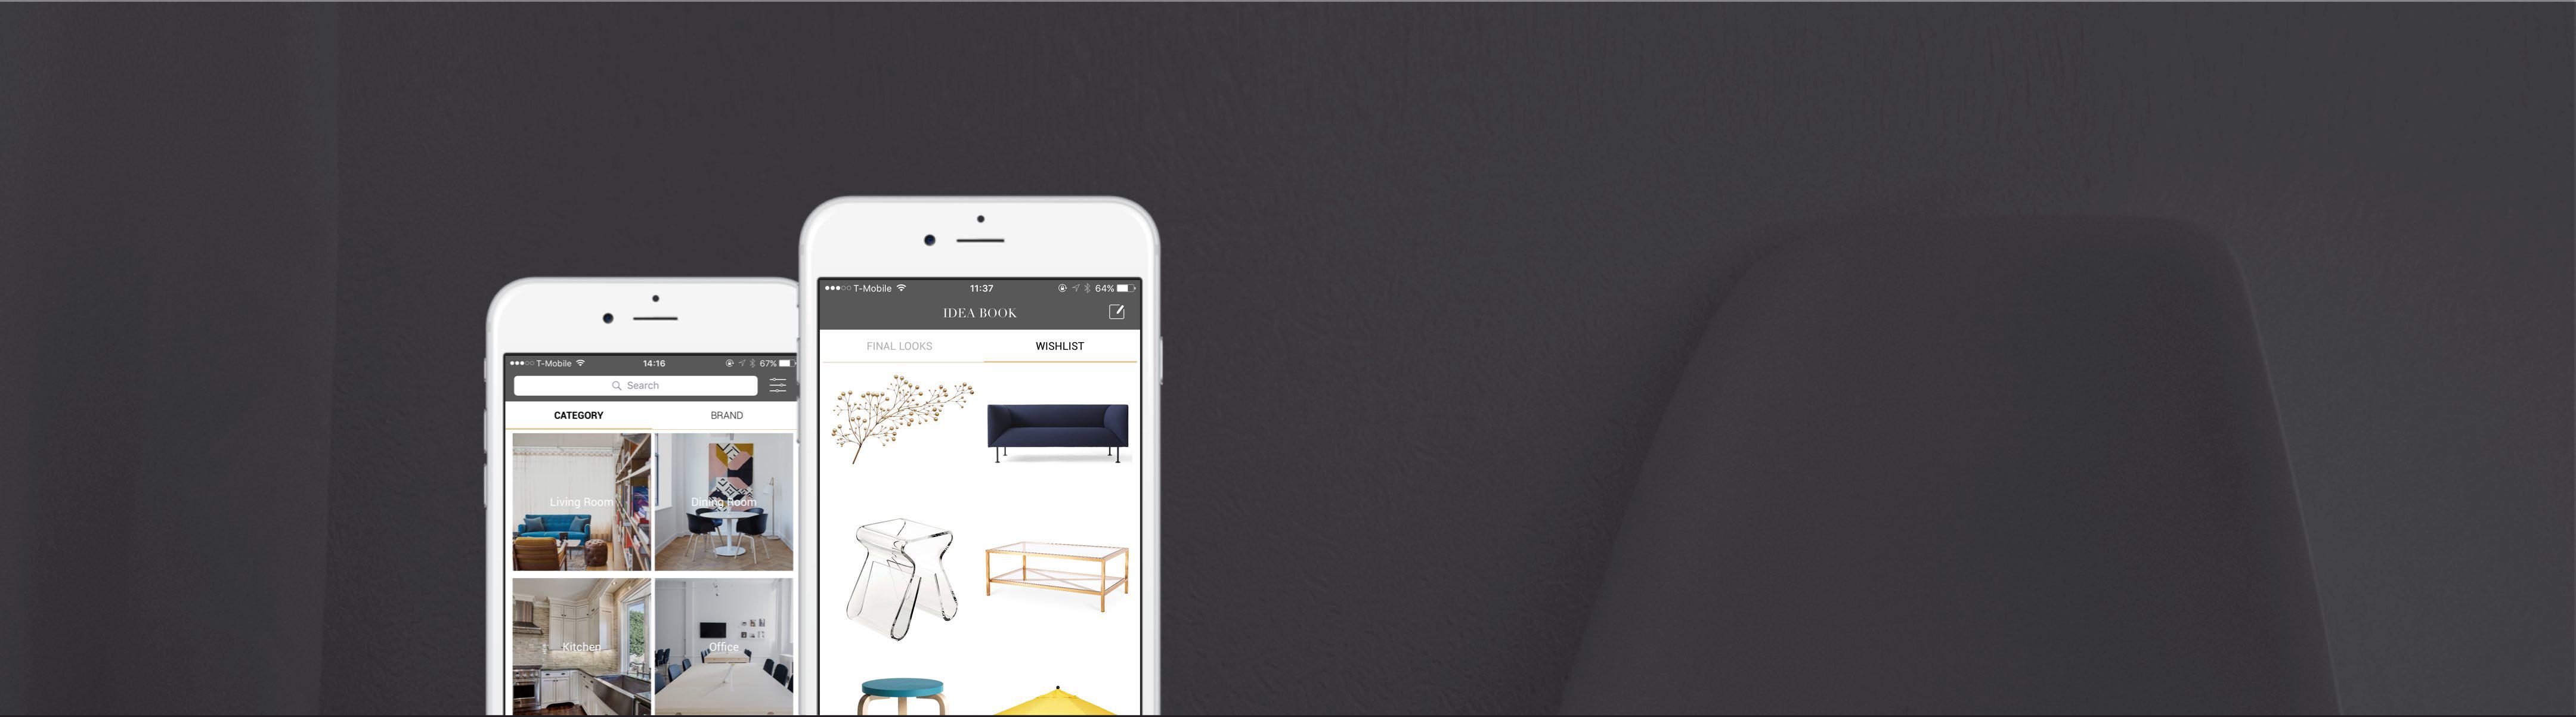 T-Mobile 14:16 67%
Search
CATEGORY BRAND
Living Room Dining Room
Kitchen Office
T-Mobile 11:37 64%
IDEA BOOK
FINAL LOOKS WISHLIST